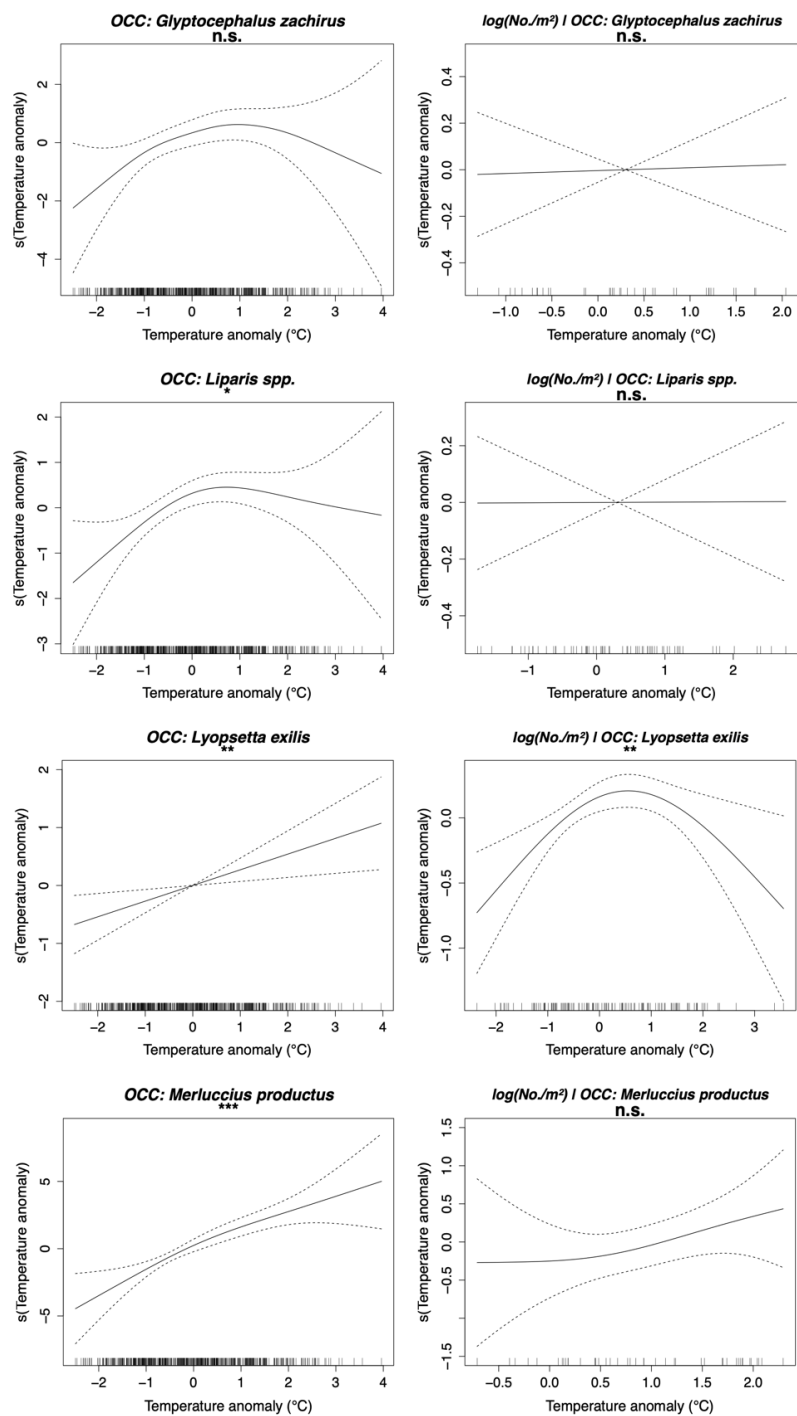 OCC: Glyptocephalus zachirus
n.s.
s(Temperature anomaly)
2
0
−2
−4
−2 −1 0 1 2 3 4
Temperature anomaly (°C)
log(No./m²) | OCC: Glyptocephalus zachirus
n.s.
s(Temperature anomaly)
0.4
0.2
0.0
−0.2
−0.4
−1.0 −0.5 0.0 0.5 1.0 1.5 2.0
Temperature anomaly (°C)
OCC: Liparis spp.
*
s(Temperature anomaly)
2
1
0
−1
−2
−3
−2 −1 0 1 2 3 4
Temperature anomaly (°C)
log(No./m²) | OCC: Liparis spp.
n.s.
s(Temperature anomaly)
0.2
0.0
−0.2
−0.4
−1 0 1 2
Temperature anomaly (°C)
OCC: Lyopsetta exilis
**
s(Temperature anomaly)
2
1
0
−1
−2
−2 −1 0 1 2 3 4
Temperature anomaly (°C)
log(No./m²) | OCC: Lyopsetta exilis
**
s(Temperature anomaly)
0.0
−0.5
−1.0
−2 −1 0 1 2 3
Temperature anomaly (°C)
OCC: Merluccius productus
***
s(Temperature anomaly)
5
0
−5
−2 −1 0 1 2 3 4
Temperature anomaly (°C)
log(No./m²) | OCC: Merluccius productus
n.s.
s(Temperature anomaly)
1.5
1.0
0.5
0.0
−0.5
−1.5
−0.5 0.0 0.5 1.0 1.5 2.0
Temperature anomaly (°C)